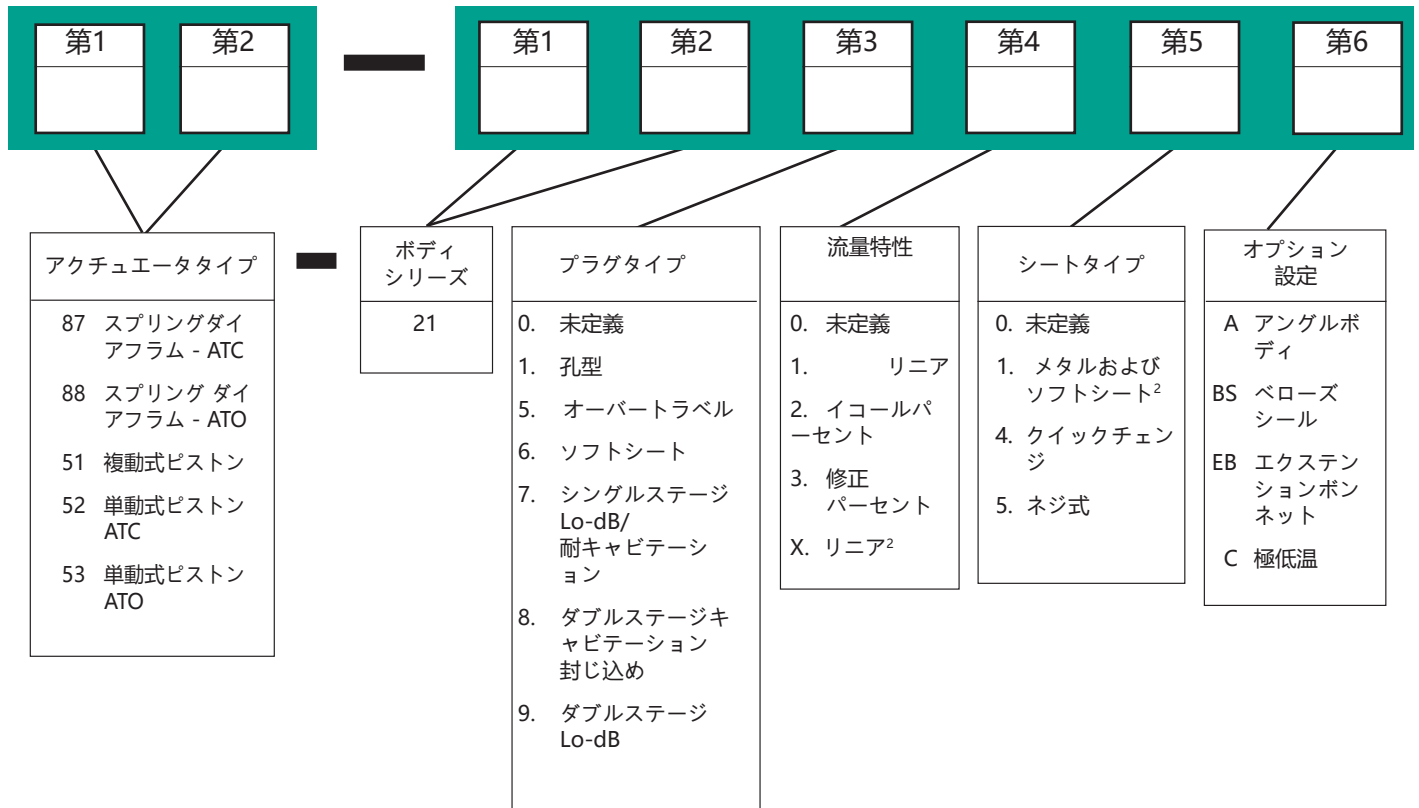 第1
第2
第1
第2
第3
第4
第5
第6
アクチュエータタイプ
87 スプリングダイ
アフラム - ATC
88 スプリング ダイ
アフラム - ATO
51 複動式ピストン
52 単動式ピストン
ATC
53 単動式ピストン
ATO
ボディ
シリーズ
21
プラグタイプ
0. 未定義
1. 孔型
5. オーバートラベル
6. ソフトシート
7. シングルステージ
Lo-dB/
耐キャビテーシ
ョン
8. ダブルステージキ
ャビテーション
封じ込め
9. ダブルステージ
Lo-dB
流量特性
0. 未定義
1. リニア
2. イコールパ
ーセント
3. 修正
パーセント
X. リニア²
シートタイプ
0. 未定義
1. メタルおよび
ソフトシート²
4. クイックチェン
ジ
5. ネジ式
オプション
設定
A アングルボ
ディ
BS ベローズ
シール
EB エクステン
ションボン
ネット
C 極低温